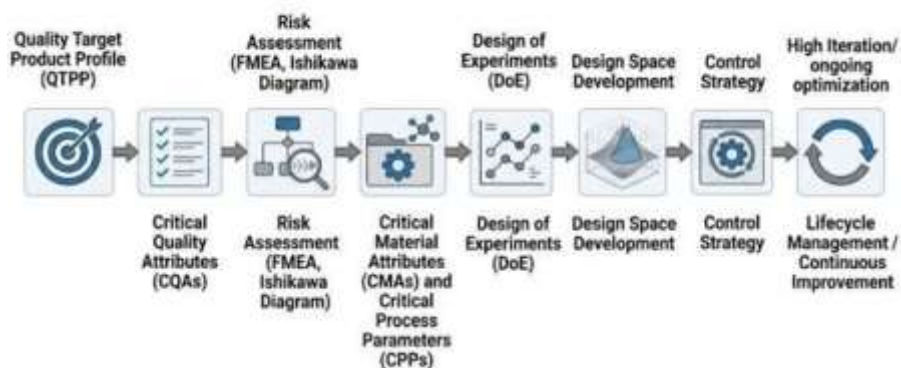 Quality Target
Product Profile
(QTPP)
Risk
Assessment
(FMEA, Ishikawa
Diagram)
Design of
Experiments
(DoE)
Design Space
Development
Control
Strategy
High Iteration/
ongoing
optimization
Critical
Quality
Attributes
(CQAs)
Risk
Assessment
(FMEA,
Ishikawa
Diagram)
Critical
Material
Attributes
(CMAs) and
Critical
Process
Parameters
(CPPs)
Design of
Experiments
(DoE)
Design Space
Development
Control
Strategy
Lifecycle
Management /
Continuous
Improvement